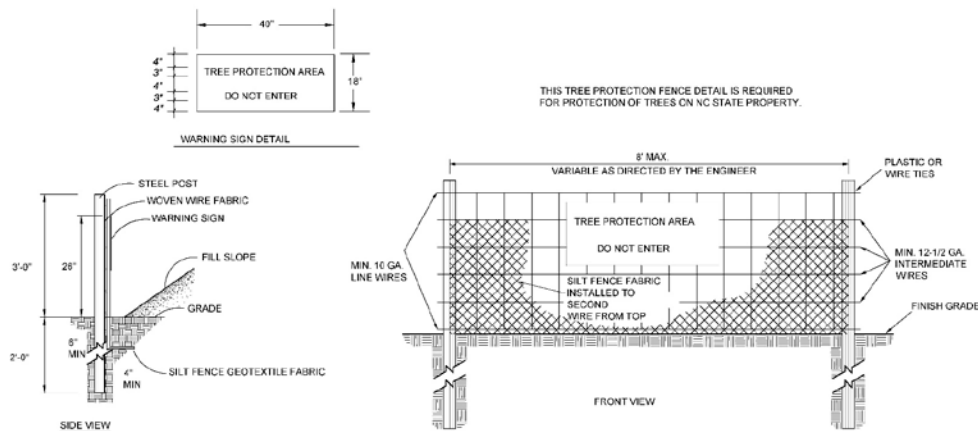 40"
4"
3"
4"
3"
4"
TREE PROTECTION AREA
DO NOT ENTER
18"
WARNING SIGN DETAIL
THIS TREE PROTECTION FENCE DETAIL IS REQUIRED
FOR PROTECTION OF TREES ON NC STATE PROPERTY.
STEEL POST
WOVEN WIRE FABRIC
WARNING SIGN
FILL SLOPE
GRADE
3'-0"
26"
2'-0"
6"
MIN
4"
MIN
SILT FENCE GEOTEXTILE FABRIC
SIDE VIEW
8' MAX.
VARIABLE AS DIRECTED BY THE ENGINEER
PLASTIC OR
WIRE TIES
TREE PROTECTION AREA
DO NOT ENTER
MIN. 10 GA.
LINE WIRES
MIN. 12-1/2 GA.
INTERMEDIATE
WIRES
SILT FENCE FABRIC
INSTALLED TO
SECOND
WIRE FROM TOP
FINISH GRADE
FRONT VIEW